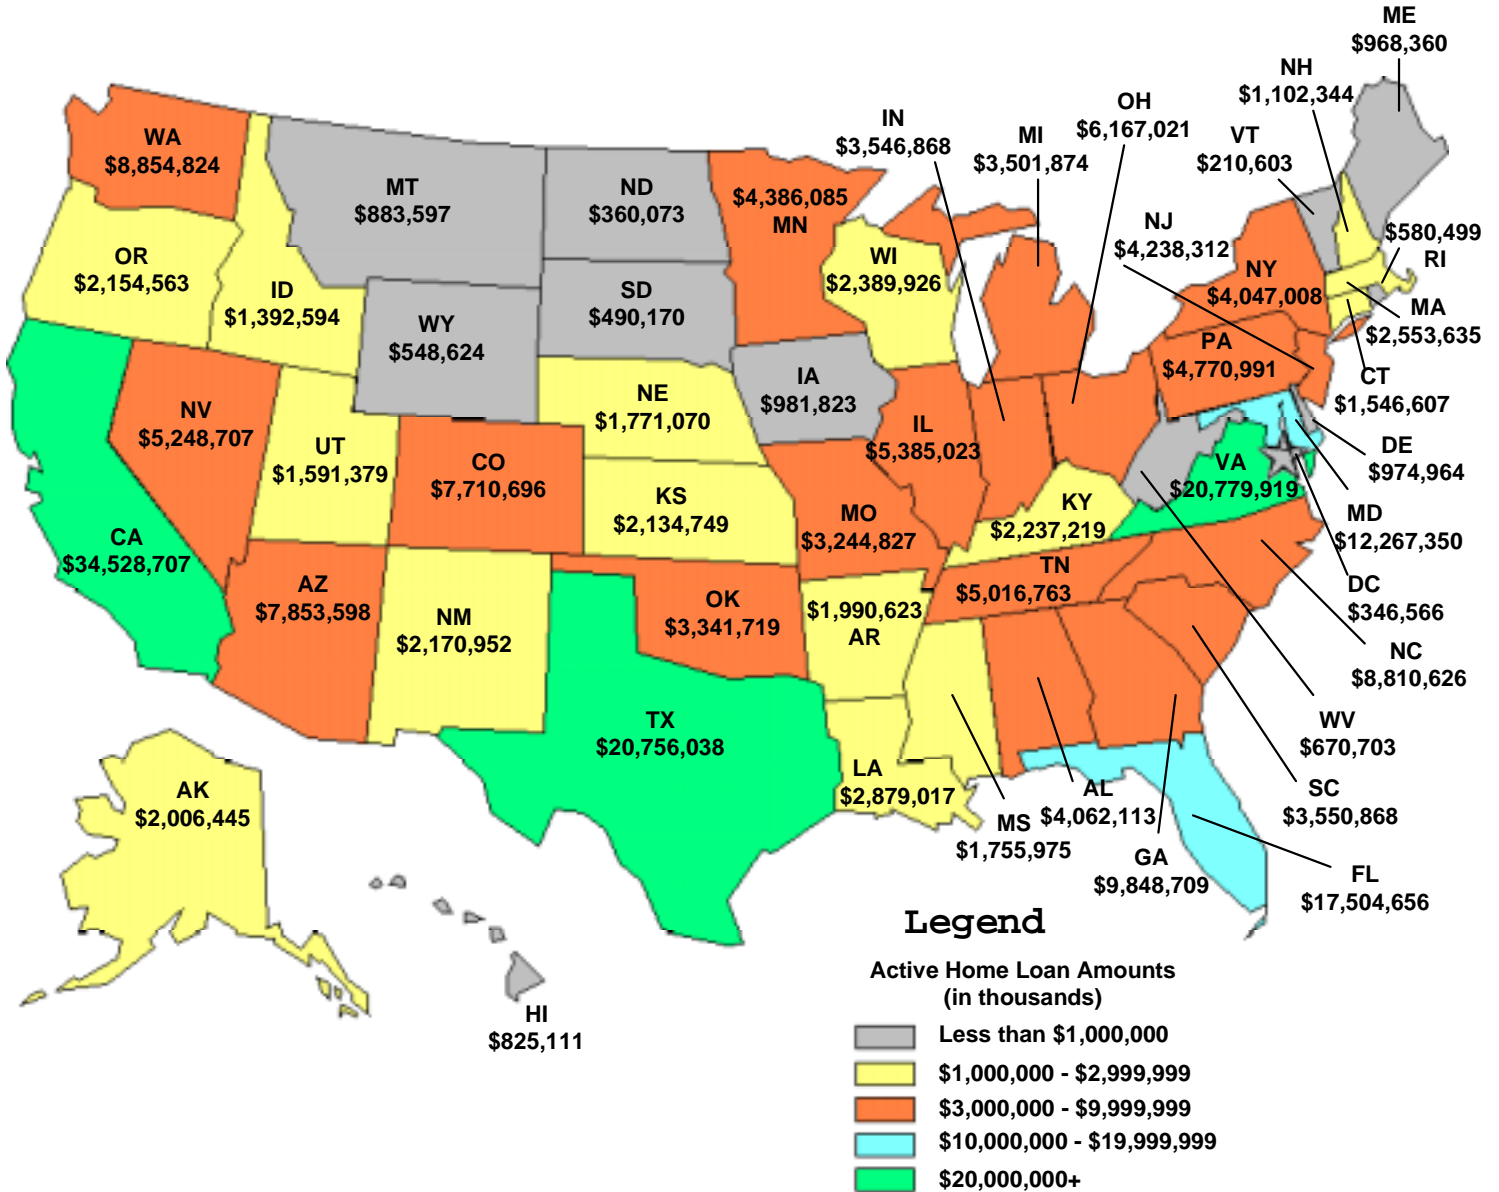 ME
$968,360
NH
$1,102,344
OH
$6,167,021
IN
$3,546,868
MI
$3,501,874
VT
$210,603
WA
$8,854,824
MT
$883,597
ND
$360,073
$4,386,085
MN
NJ
$4,238,312
$580,499
RI
OR
$2,154,563
ID
$1,392,594
WI
$2,389,926
NY
$4,047,008
SD
$490,170
MA
$2,553,635
WY
$548,624
PA
$4,770,991
IA
$981,823
CT
$1,546,607
NE
$1,771,070
NV
$5,248,707
UT
$1,591,379
IL
$5,385,023
DE
$974,964
CO
$7,710,696
VA
$20,779,919
KS
$2,134,749
KY
$2,237,219
MO
$3,244,827
MD
$12,267,350
CA
$34,528,707
TN
$5,016,763
AZ
$7,853,598
DC
$346,566
OK
$3,341,719
$1,990,623
AR
NM
$2,170,952
NC
$8,810,626
TX
$20,756,038
WV
$670,703
LA
$2,879,017
AK
$2,006,445
AL
$4,062,113
SC
$3,550,868
MS
$1,755,975
GA
$9,848,709
FL
$17,504,656
HI
$825,111
Legend
Active Home Loan Amounts
(in thousands)
Less than $1,000,000
$1,000,000 - $2,999,999
$3,000,000 - $9,999,999
$10,000,000 - $19,999,999
$20,000,000+